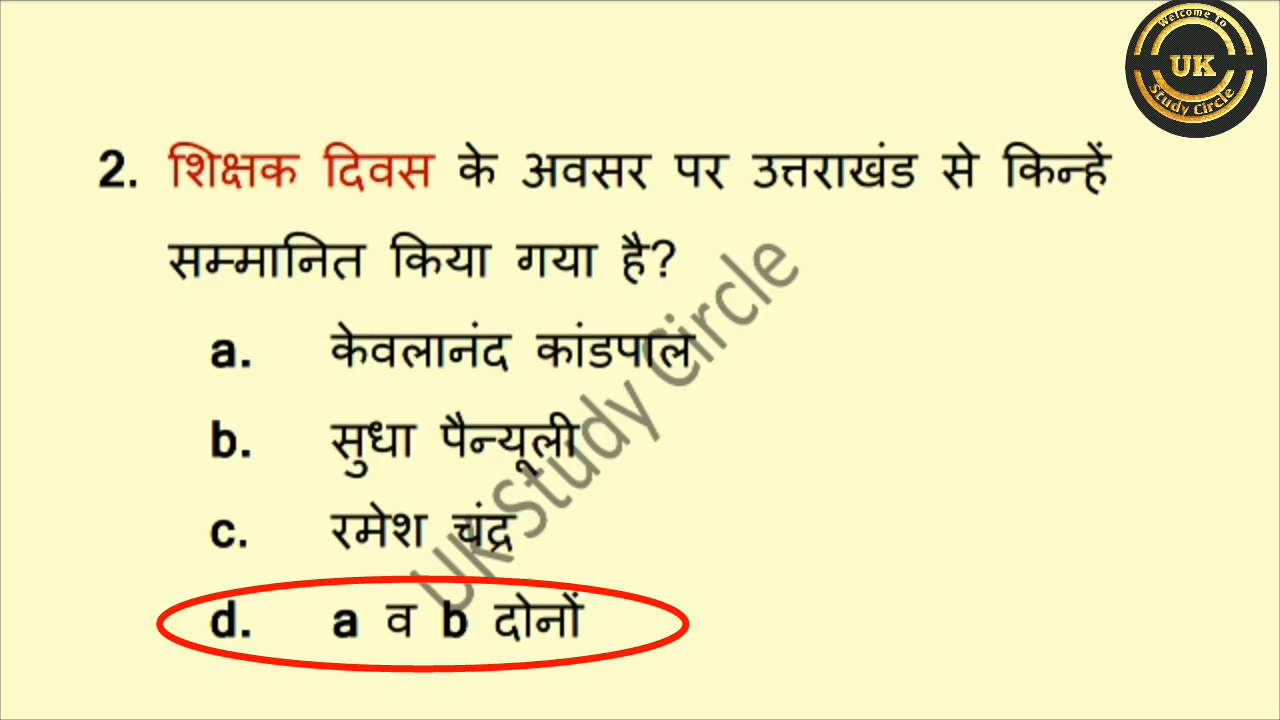 Welcome To
UK
Study Circle
2. शिक्षक दिवस के अवसर पर उत्तराखंड से किन्हें
सम्मानित किया गया है?
a. केवलानंद कांडपाल
b. सुधा पैन्यूली
c. रमेश चंद्र
d. a व b दोनों
UK Study Circle